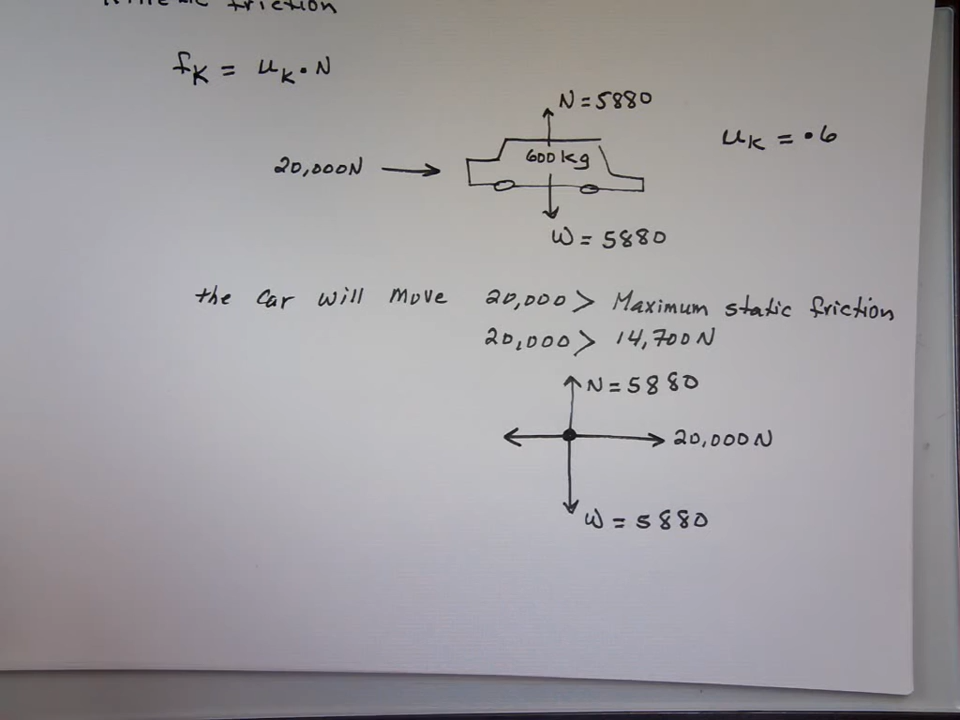 friction
fK = uK • N
N = 5880
uK = .6
20,000N
600 kg
W = 5880
the car will move 20,000 > Maximum static friction
20,000 > 14,700 N
N = 5880
20,000 N
W = 5880